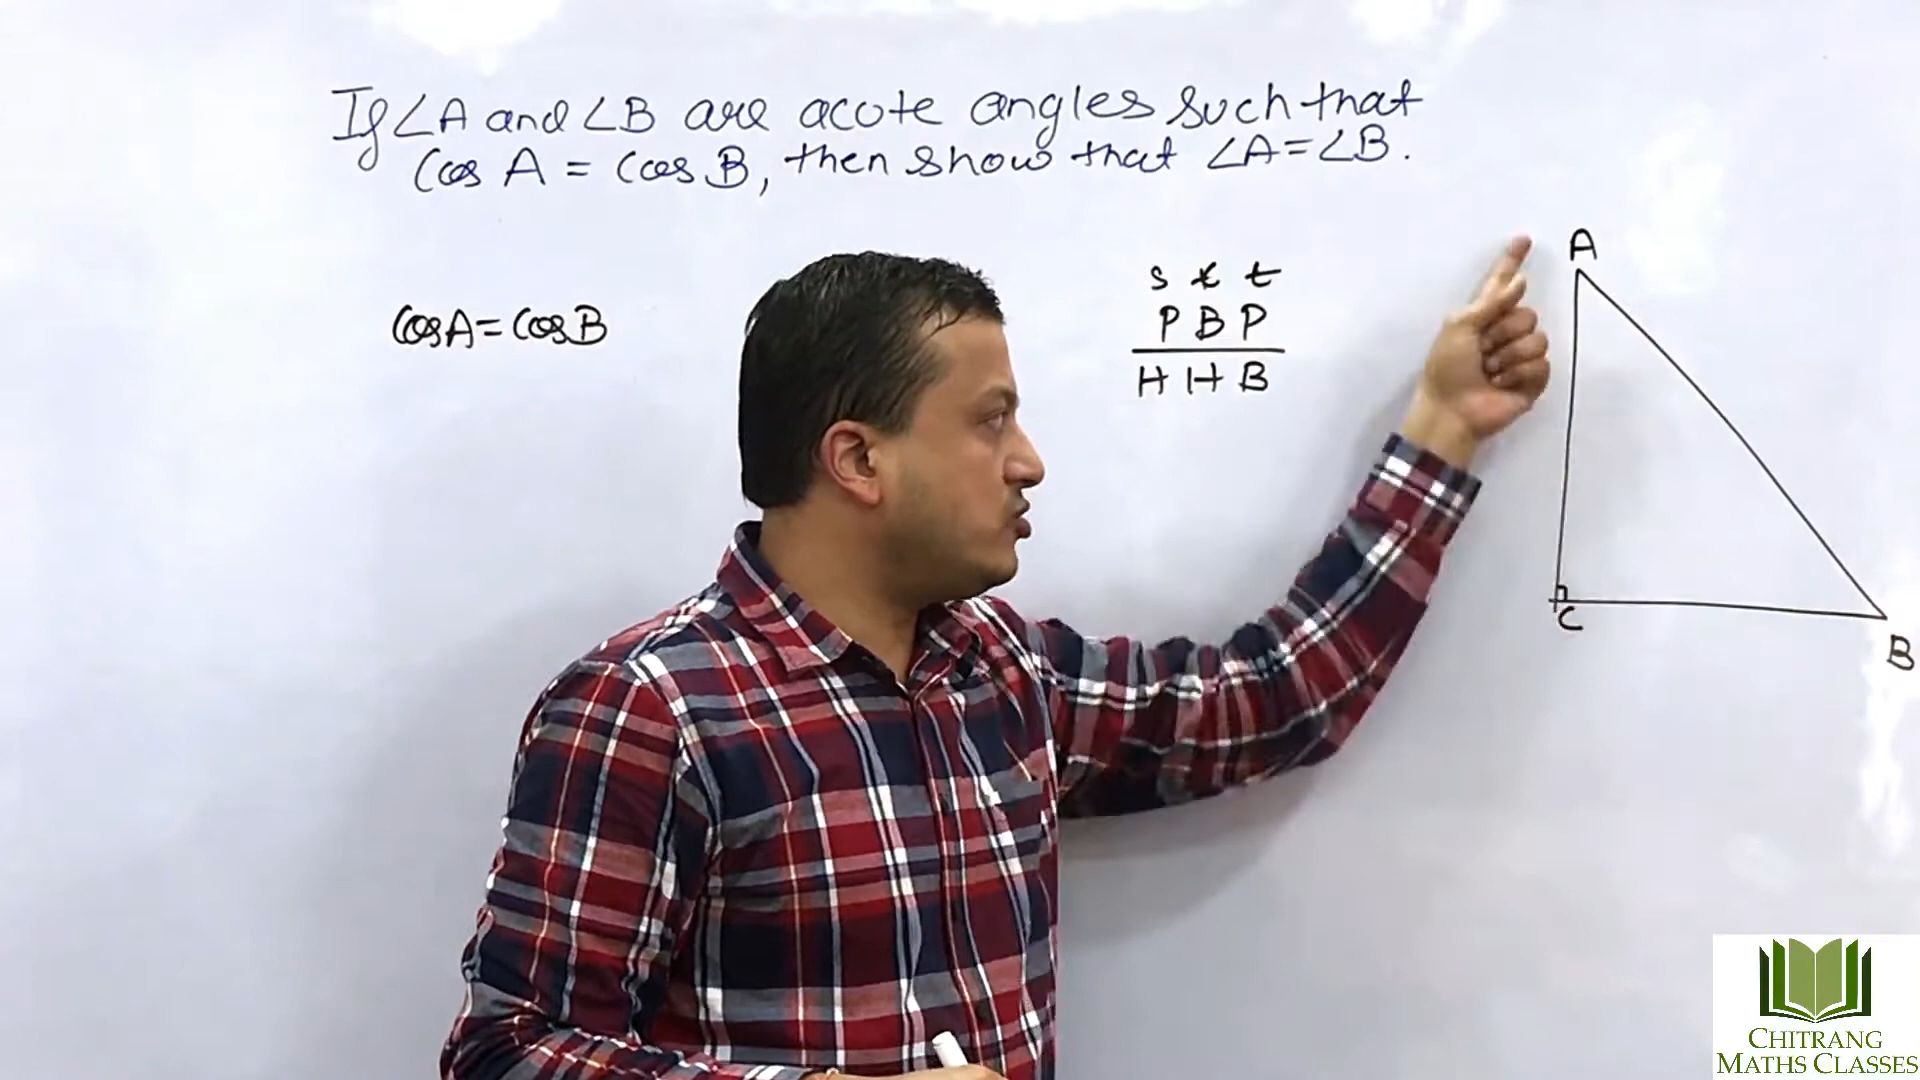 If ∠A and ∠B are acute angles such that
Cos A = Cos B, then show that ∠A = ∠B.
CosA = CosB
s c t
P B P
H H B
A
C
B
CHITRANG
MATHS CLASSES